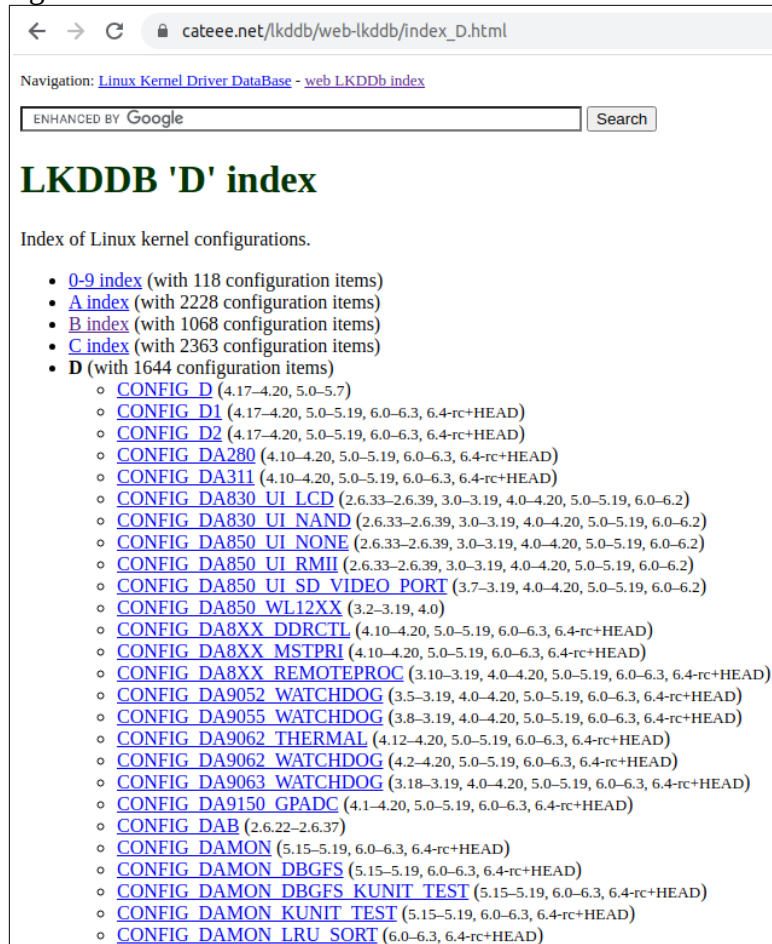 cateee.net/lkddb/web-lkddb/index_D.html
Navigation: Linux Kernel Driver DataBase - web LKDDb index
ENHANCED BY Google Search
LKDDB 'D' index
Index of Linux kernel configurations.
• 0-9 index (with 118 configuration items)
• A index (with 2228 configuration items)
• B index (with 1068 configuration items)
• C index (with 2363 configuration items)
• D (with 1644 configuration items)
◦ CONFIG_D (4.17–4.20, 5.0–5.7)
◦ CONFIG_D1 (4.17–4.20, 5.0–5.19, 6.0–6.3, 6.4-rc+HEAD)
◦ CONFIG_D2 (4.17–4.20, 5.0–5.19, 6.0–6.3, 6.4-rc+HEAD)
◦ CONFIG_DA280 (4.10–4.20, 5.0–5.19, 6.0–6.3, 6.4-rc+HEAD)
◦ CONFIG_DA311 (4.10–4.20, 5.0–5.19, 6.0–6.3, 6.4-rc+HEAD)
◦ CONFIG_DA830_UI_LCD (2.6.33–2.6.39, 3.0–3.19, 4.0–4.20, 5.0–5.19, 6.0–6.2)
◦ CONFIG_DA830_UI_NAND (2.6.33–2.6.39, 3.0–3.19, 4.0–4.20, 5.0–5.19, 6.0–6.2)
◦ CONFIG_DA850_UI_NONE (2.6.33–2.6.39, 3.0–3.19, 4.0–4.20, 5.0–5.19, 6.0–6.2)
◦ CONFIG_DA850_UI_RMII (2.6.33–2.6.39, 3.0–3.19, 4.0–4.20, 5.0–5.19, 6.0–6.2)
◦ CONFIG_DA850_UI_SD_VIDEO_PORT (3.7–3.19, 4.0–4.20, 5.0–5.19, 6.0–6.2)
◦ CONFIG_DA850_WL12XX (3.2–3.19, 4.0)
◦ CONFIG_DA8XX_DDRCTL (4.10–4.20, 5.0–5.19, 6.0–6.3, 6.4-rc+HEAD)
◦ CONFIG_DA8XX_MSTPRI (4.10–4.20, 5.0–5.19, 6.0–6.3, 6.4-rc+HEAD)
◦ CONFIG_DA8XX_REMOTEPROC (3.10–3.19, 4.0–4.20, 5.0–5.19, 6.0–6.3, 6.4-rc+HEAD)
◦ CONFIG_DA9052_WATCHDOG (3.5–3.19, 4.0–4.20, 5.0–5.19, 6.0–6.3, 6.4-rc+HEAD)
◦ CONFIG_DA9055_WATCHDOG (3.8–3.19, 4.0–4.20, 5.0–5.19, 6.0–6.3, 6.4-rc+HEAD)
◦ CONFIG_DA9062_THERMAL (4.12–4.20, 5.0–5.19, 6.0–6.3, 6.4-rc+HEAD)
◦ CONFIG_DA9062_WATCHDOG (4.2–4.20, 5.0–5.19, 6.0–6.3, 6.4-rc+HEAD)
◦ CONFIG_DA9063_WATCHDOG (3.18–3.19, 4.0–4.20, 5.0–5.19, 6.0–6.3, 6.4-rc+HEAD)
◦ CONFIG_DA9150_GPADC (4.1–4.20, 5.0–5.19, 6.0–6.3, 6.4-rc+HEAD)
◦ CONFIG_DAB (2.6.22–2.6.37)
◦ CONFIG_DAMON (5.15–5.19, 6.0–6.3, 6.4-rc+HEAD)
◦ CONFIG_DAMON_DBGFS (5.15–5.19, 6.0–6.3, 6.4-rc+HEAD)
◦ CONFIG_DAMON_DBGFS_KUNIT_TEST (5.15–5.19, 6.0–6.3, 6.4-rc+HEAD)
◦ CONFIG_DAMON_KUNIT_TEST (5.15–5.19, 6.0–6.3, 6.4-rc+HEAD)
◦ CONFIG_DAMON_LRU_SORT (6.0–6.3, 6.4-rc+HEAD)